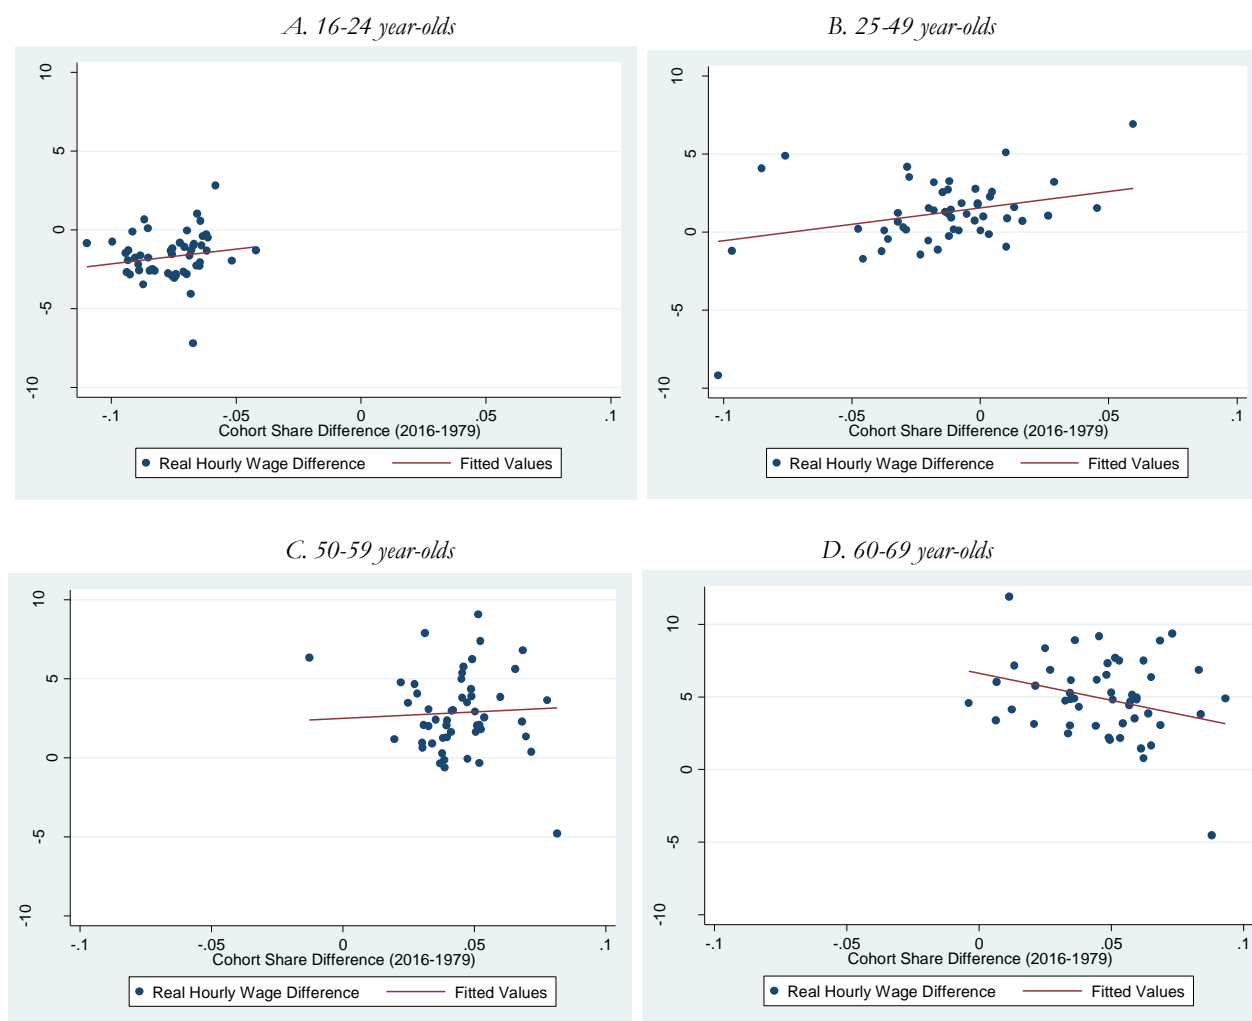 A. 16-24 year-olds
10
5
0
-5
-10
-.1 -.05 0 .05 .1
Cohort Share Difference (2016-1979)
Real Hourly Wage Difference Fitted Values
B. 25-49 year-olds
10
5
0
-5
-10
-.1 -.05 0 .05 .1
Cohort Share Difference (2016-1979)
Real Hourly Wage Difference Fitted Values
C. 50-59 year-olds
10
5
0
-5
-10
-.1 -.05 0 .05 .1
Cohort Share Difference (2016-1979)
Real Hourly Wage Difference Fitted Values
D. 60-69 year-olds
10
5
0
-5
-10
-.1 -.05 0 .05 .1
Cohort Share Difference (2016-1979)
Real Hourly Wage Difference Fitted Values